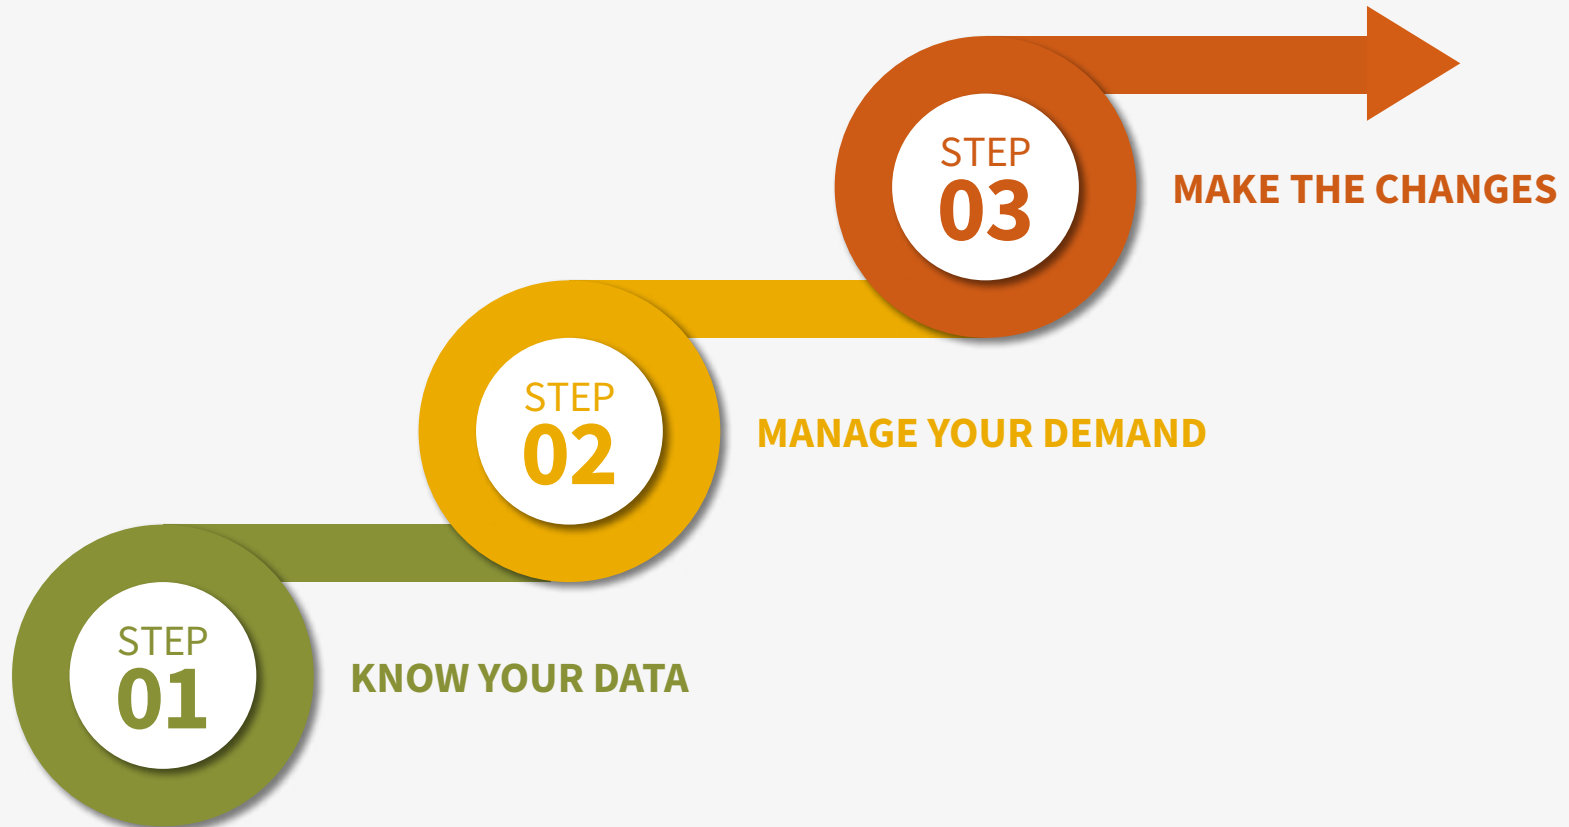 STEP
01
KNOW YOUR DATA
STEP
02
MANAGE YOUR DEMAND
STEP
03
MAKE THE CHANGES